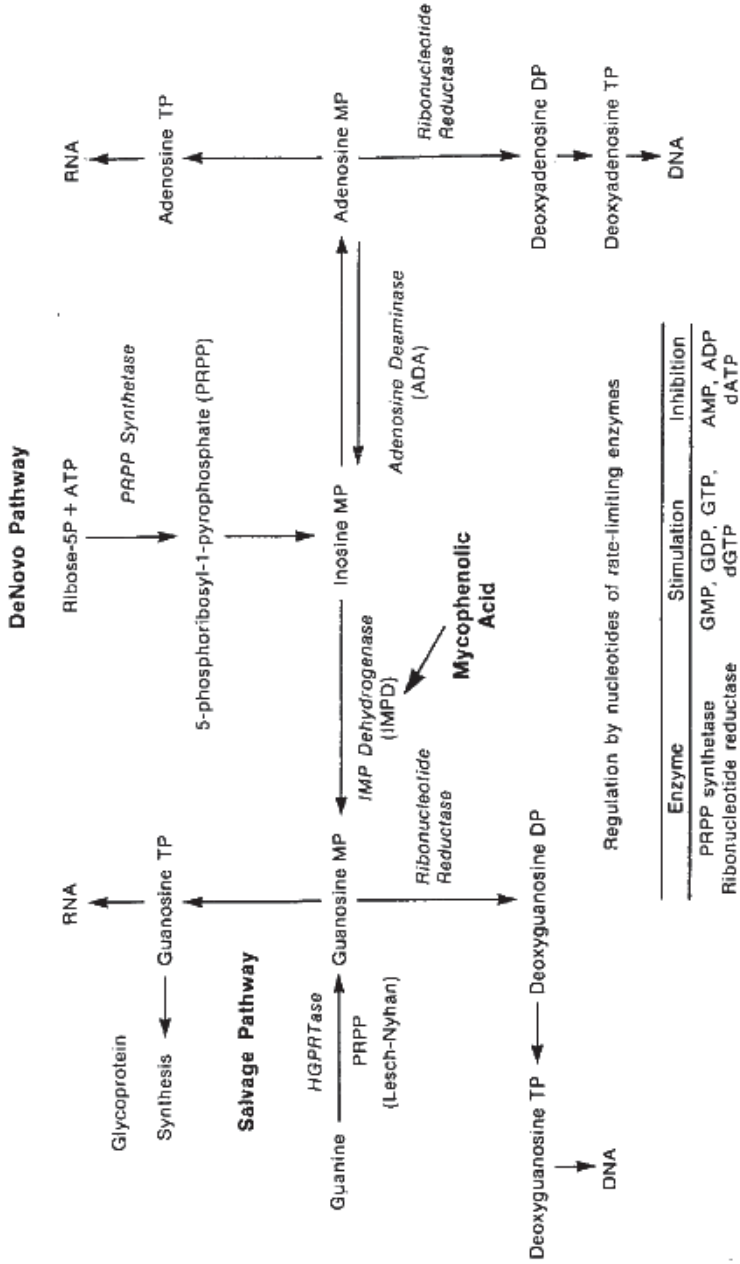 DeNovo Pathway
RNA
Glycoprotein
Synthesis
Guanosine TP
Ribose-5P + ATP
PRPP Synthetase
5-phosphoribosyl-1-pyrophosphate (PRPP)
RNA
Adenosine TP
Salvage Pathway
HGPRTase
Guanine
PRPP
(Lesch-Nyhan)
Guanosine MP
IMP Dehydrogenase
(IMPD)
Inosine MP
Adenosine Deaminase
(ADA)
Adenosine MP
Mycophenolic
Acid
Ribonucleotide
Reductase
Ribonucleotide
Reductase
Deoxyguanosine TP
Deoxyguanosine DP
DNA
Deoxyadenosine DP
Deoxyadenosine TP
DNA
Regulation by nucleotides of rate-limiting enzymes
Enzyme Stimulation Inhibition
PRPP synthetase GMP, GDP, GTP, AMP, ADP
Ribonucleotide reductase dGTP dATP